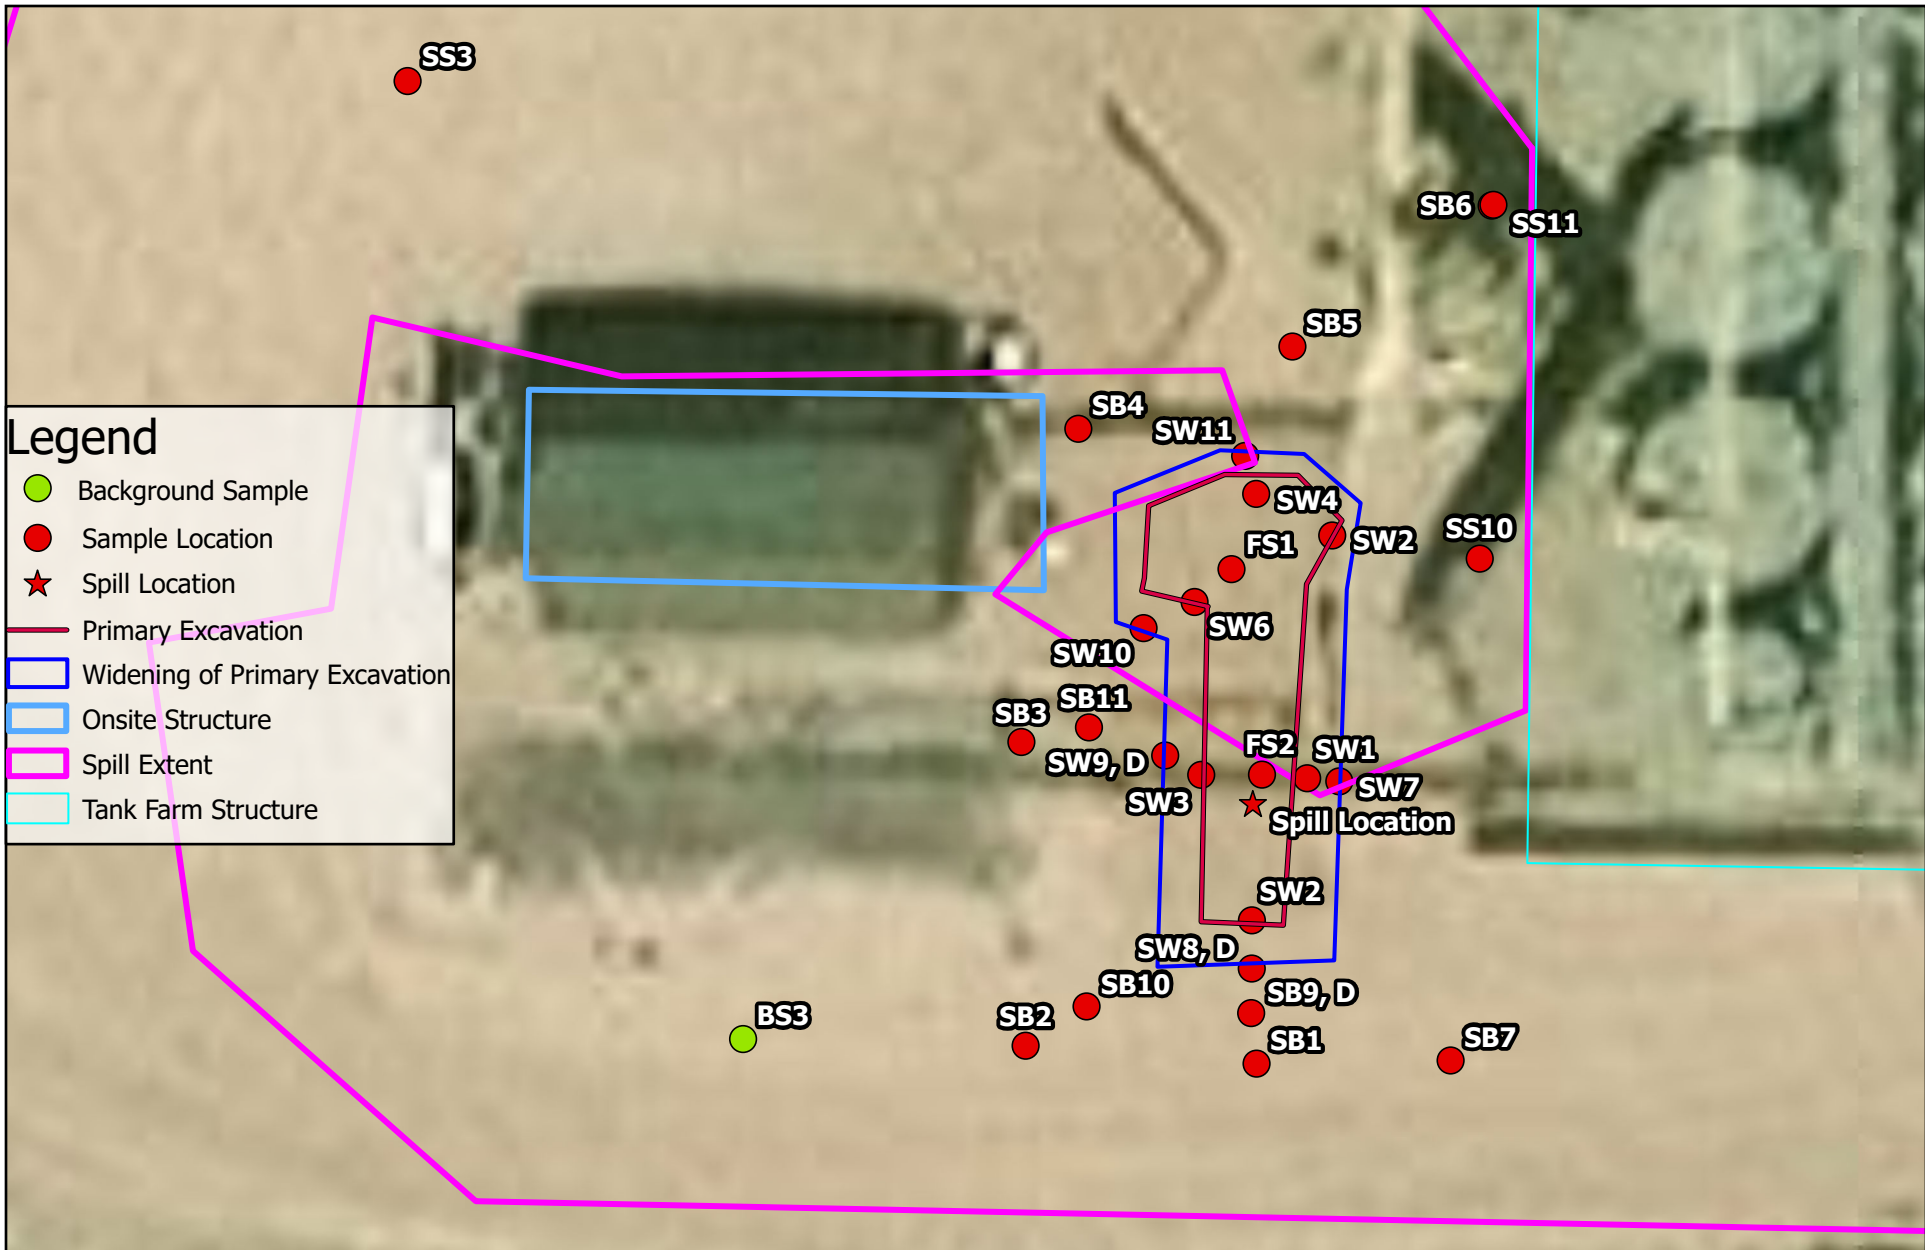 SS3
SB6
SS11
SB5
SB4
SW11
SW4
SW2
SS10
FS1
SW6
SW10
SB11
SB3
SW9, D
FS2
SW1
SW7
SW3
Spill Location
SW2
SW8, D
SB10
SB9, D
BS3
SB2
SB1
SB7
Legend
Background Sample
Sample Location
Spill Location
Primary Excavation
Widening of Primary Excavation
Onsite Structure
Spill Extent
Tank Farm Structure